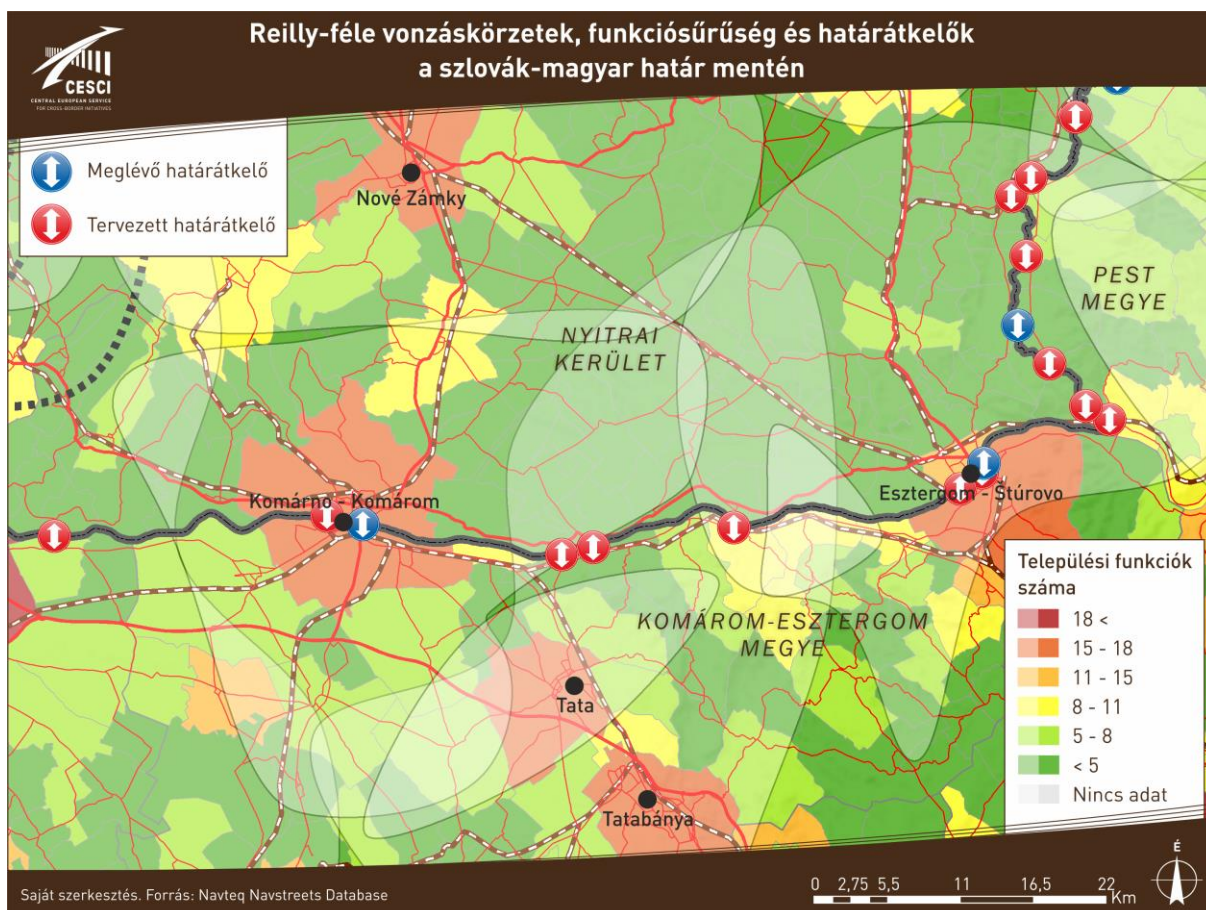 Reilly-féle vonzáskörzetek, funkciósűrűség és határátkelők
a szlovák-magyar határ mentén
CESCI
CENTRAL EUROPEAN SERVICE
FOR CROSS-BORDER INITIATIVES
Meglévő határátkelő
Tervezett határátkelő
Nové Zámky
PEST
MEGYE
NYITRAI
KERÜLET
Komárno - Komárom
Esztergom - Štúrovo
KOMÁROM-ESZTERGOM
MEGYE
Tata
Tatabánya
Települési funkciók
száma
18 <
15 - 18
11 - 15
8 - 11
5 - 8
< 5
Nincs adat
Saját szerkesztés. Forrás: Navteq Navstreets Database
0 2,75 5,5 11 16,5 22
Km
É